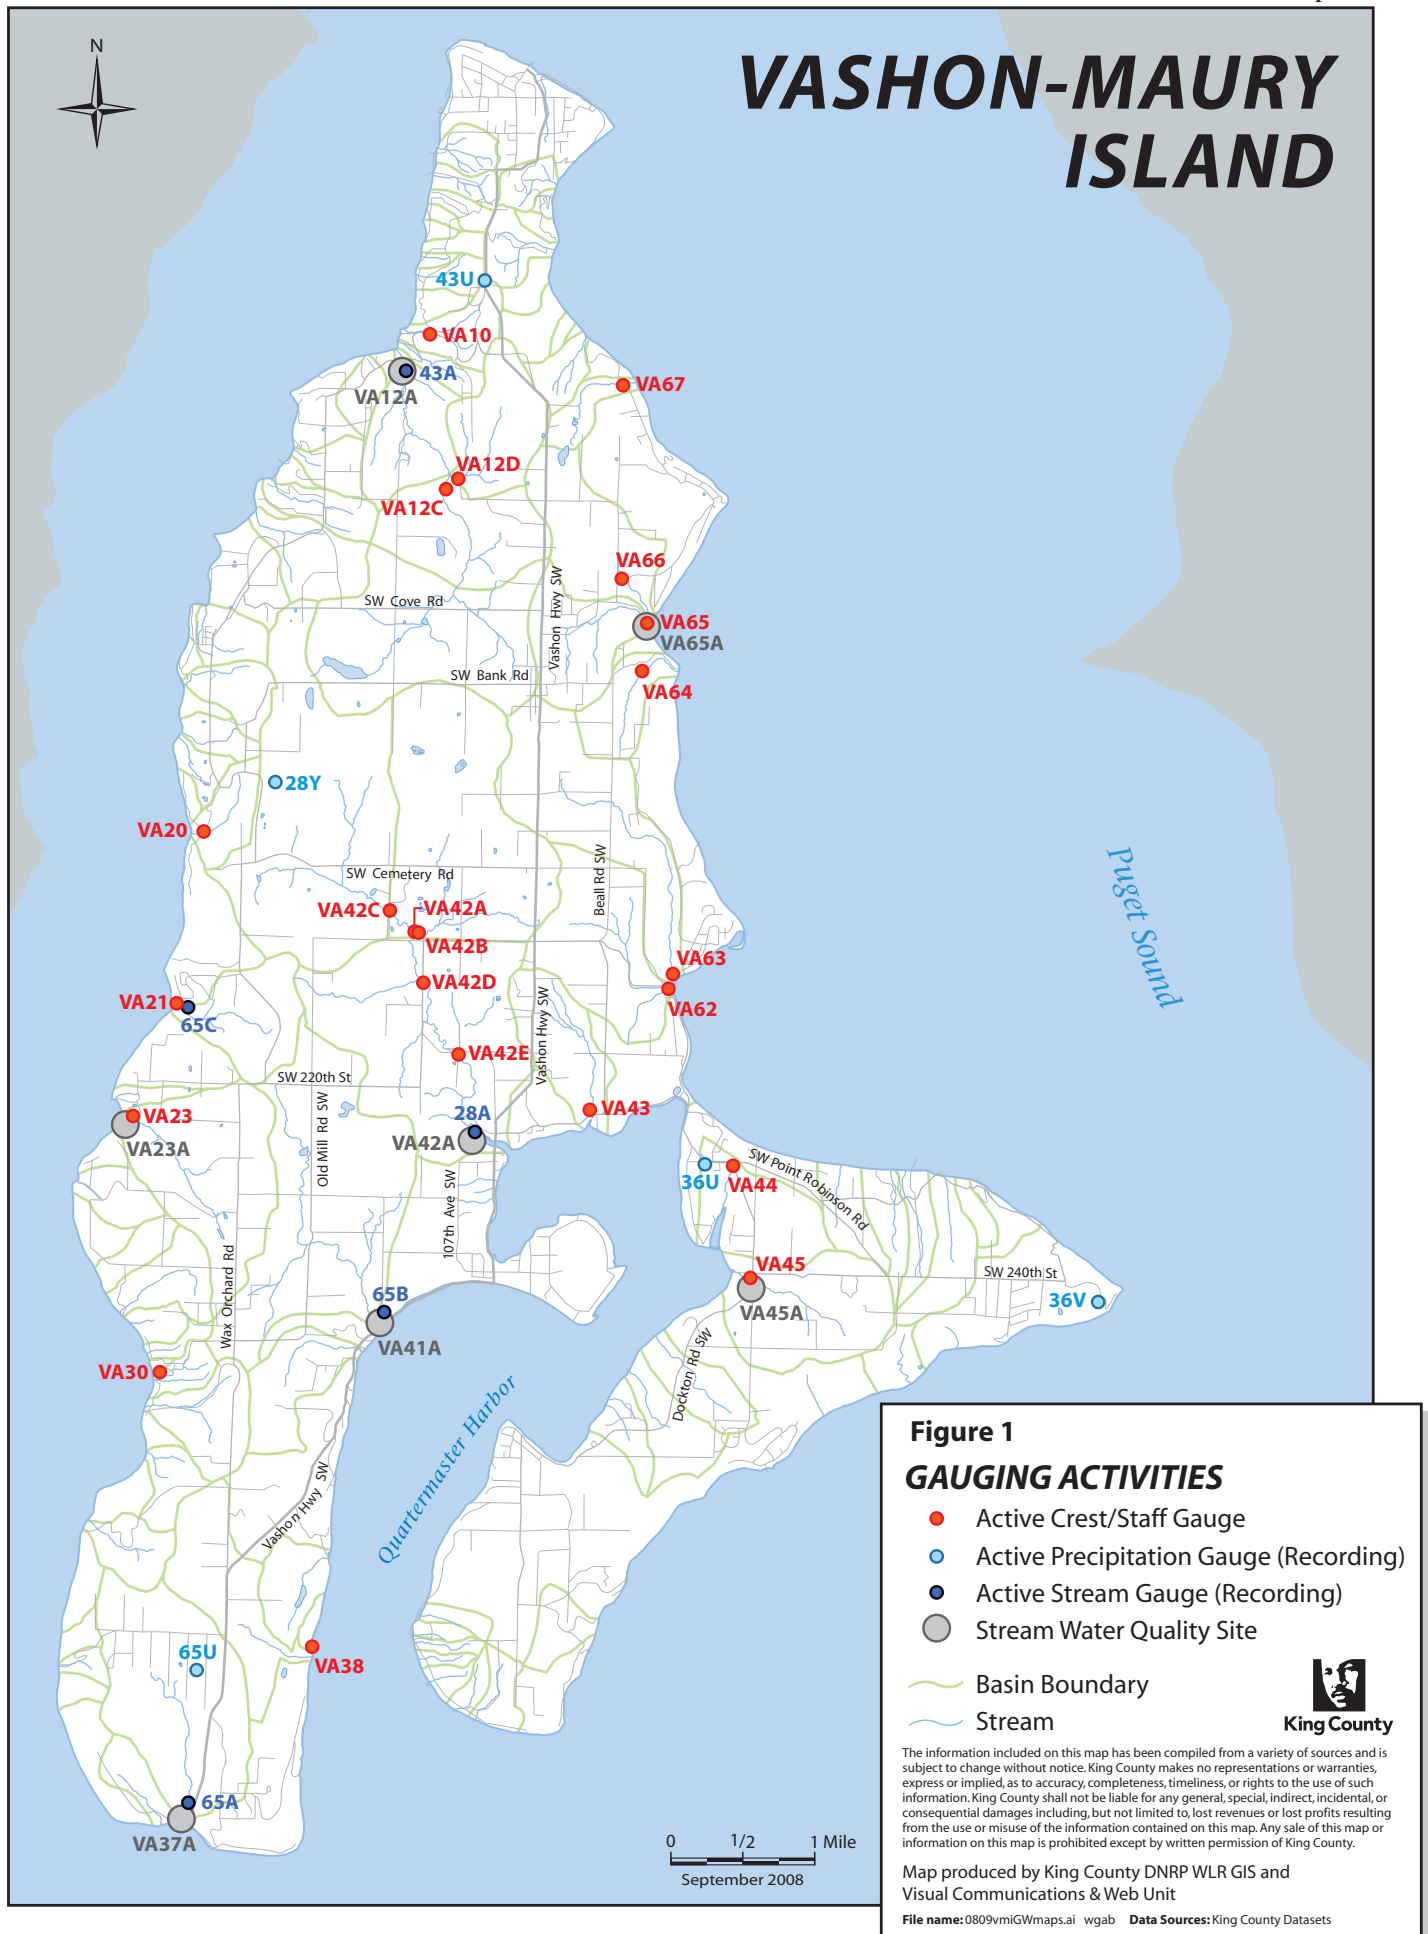 VASHON-MAURY
ISLAND
N
43U
VA10
43A
VA12A
VA67
VA12D
VA12C
VA66
SW Cove Rd
Vashon Hwy SW
VA65
VA65A
SW Bank Rd
VA64
28Y
VA20
SW Cemetery Rd
Beall Rd SW
Puget Sound
VA42C
VA42A
VA42B
VA63
VA42D
VA62
VA21
65C
Vashon Hwy SW
VA42E
SW 220th St
Old Mill Rd SW
VA23
VA23A
28A
VA42A
VA43
107th Ave SW
36U
VA44
SW Point Robinson Rd
Wax Orchard Rd
VA45
VA45A
SW 240th St
36V
65B
VA41A
VA30
Dockton Rd SW
Quartermaster Harbor
Vashon Hwy SW
65U
VA38
65A
VA37A
0 1/2 1 Mile
September 2008
Figure 1
GAUGING ACTIVITIES
Active Crest/Staff Gauge
Active Precipitation Gauge (Recording)
Active Stream Gauge (Recording)
Stream Water Quality Site
Basin Boundary
Stream
King County
The information included on this map has been compiled from a variety of sources and is
subject to change without notice. King County makes no representations or warranties,
express or implied, as to accuracy, completeness, timeliness, or rights to the use of such
information. King County shall not be liable for any general, special, indirect, incidental, or
consequential damages including, but not limited to, lost revenues or lost profits resulting
from the use or misuse of the information contained on this map. Any sale of this map or
information on this map is prohibited except by written permission of King County.
Map produced by King County DNRP WLR GIS and
Visual Communications & Web Unit
File name: 0809vmiGWmaps.ai wgab Data Sources: King County Datasets